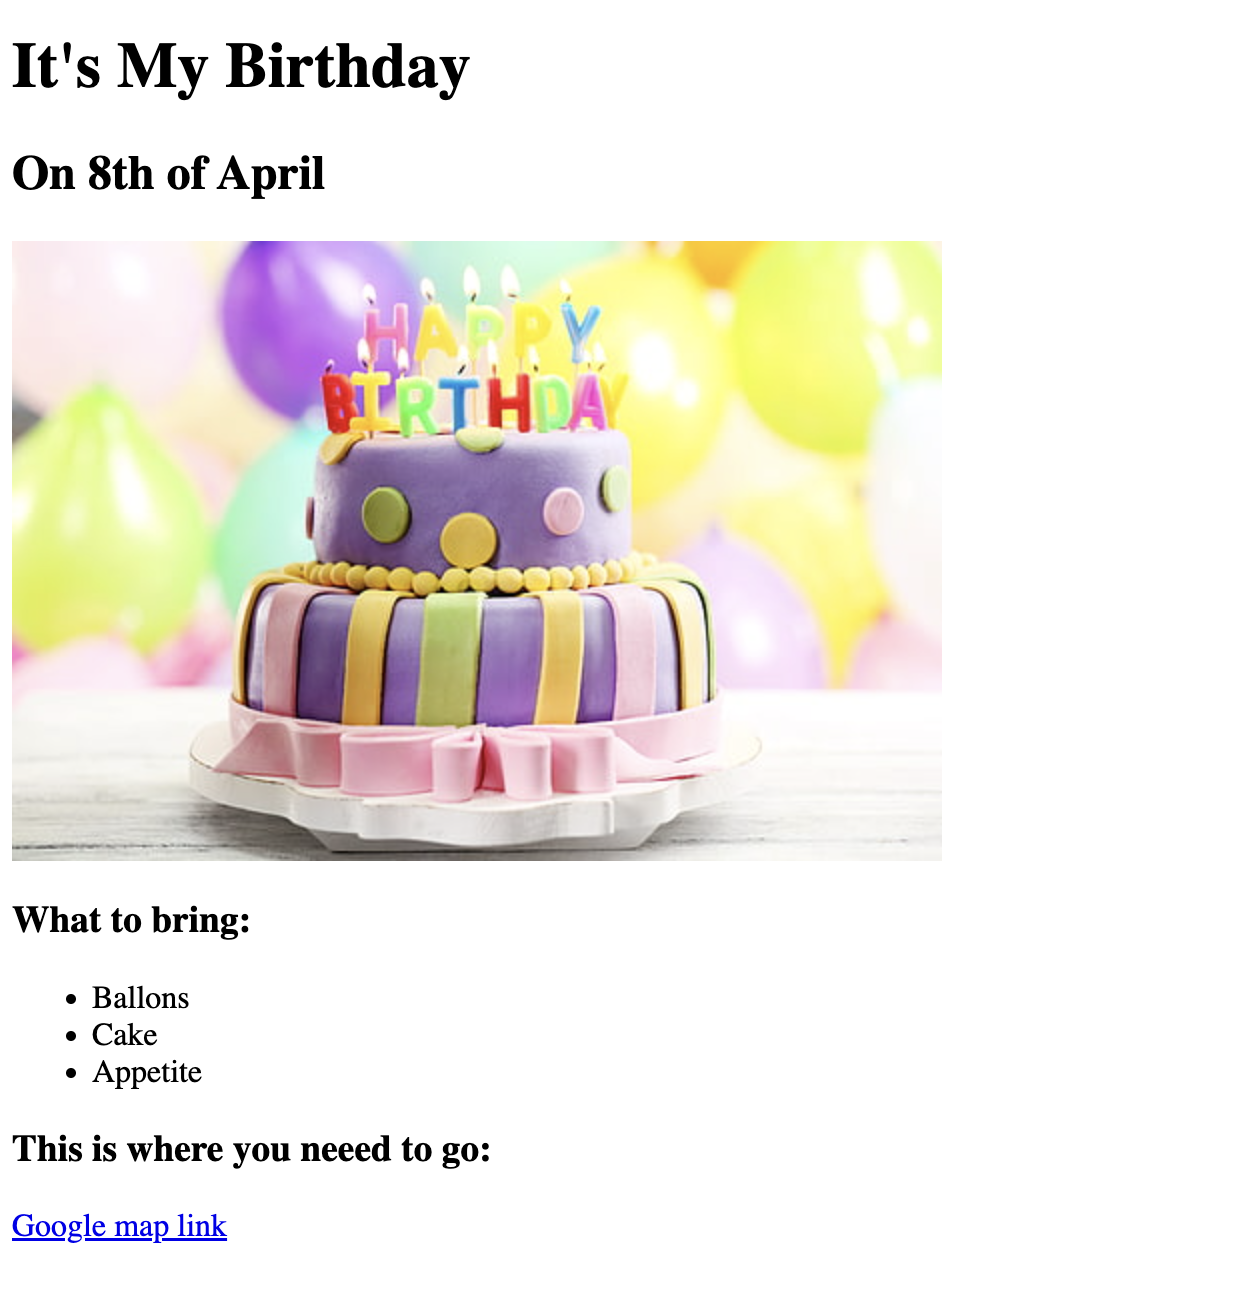 It's My Birthday
On 8th of April
HAPPY
BIRTHDAY
What to bring:
Ballons
Cake
Appetite
This is where you neeed to go:
Google map link